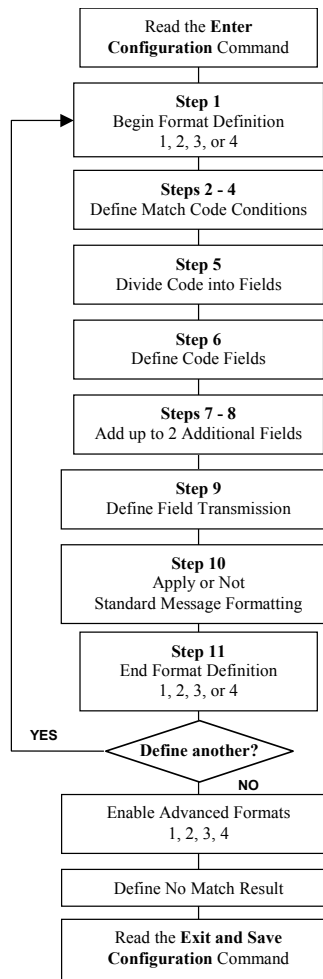 Read the Enter
Configuration Command
Step 1
Begin Format Definition
1, 2, 3, or 4
Steps 2 - 4
Define Match Code Conditions
Step 5
Divide Code into Fields
Step 6
Define Code Fields
Steps 7 - 8
Add up to 2 Additional Fields
Step 9
Define Field Transmission
Step 10
Apply or Not
Standard Message Formatting
Step 11
End Format Definition
1, 2, 3, or 4
YES
Define another?
NO
Enable Advanced Formats
1, 2, 3, 4
Define No Match Result
Read the Exit and Save
Configuration Command